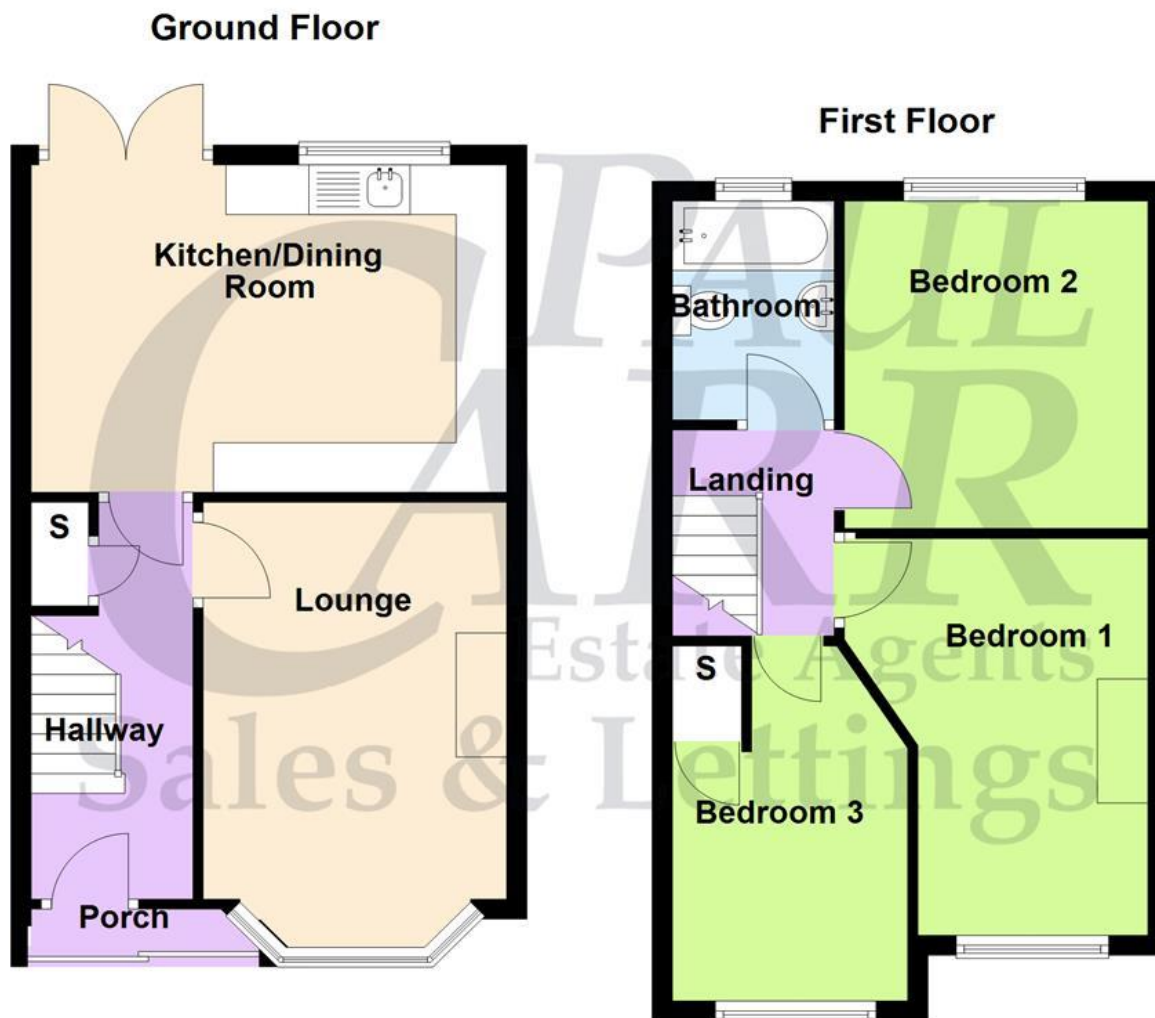 Ground Floor
Kitchen/Dining
Room
S
Lounge
Hallway
Porch
First Floor
Bathroom
Bedroom 2
Landing
Bedroom 1
S
Bedroom 3
PAUL
CARR
Estate Agents
Sales & Lettings